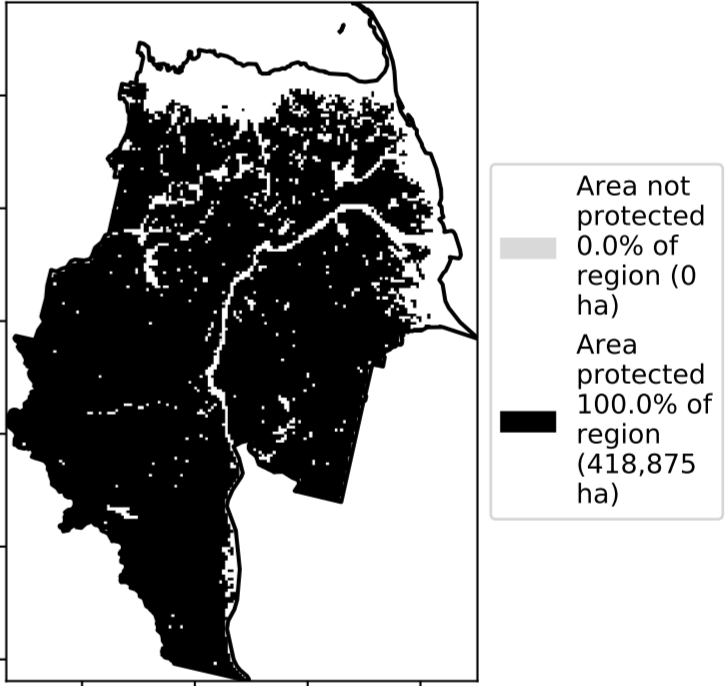 Area not
protected
0.0% of
region (0
ha)
Area
protected
100.0% of
region
(418,875
ha)